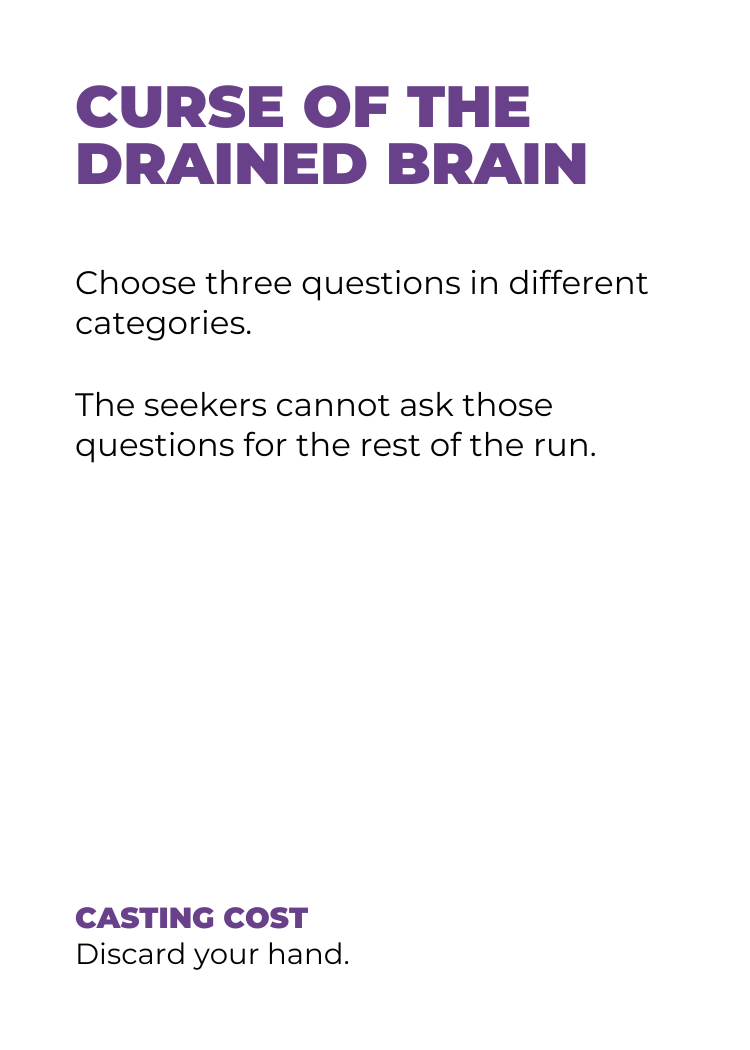 CURSE OF THE
DRAINED BRAIN
Choose three questions in different
categories.
The seekers cannot ask those
questions for the rest of the run.
CASTING COST
Discard your hand.